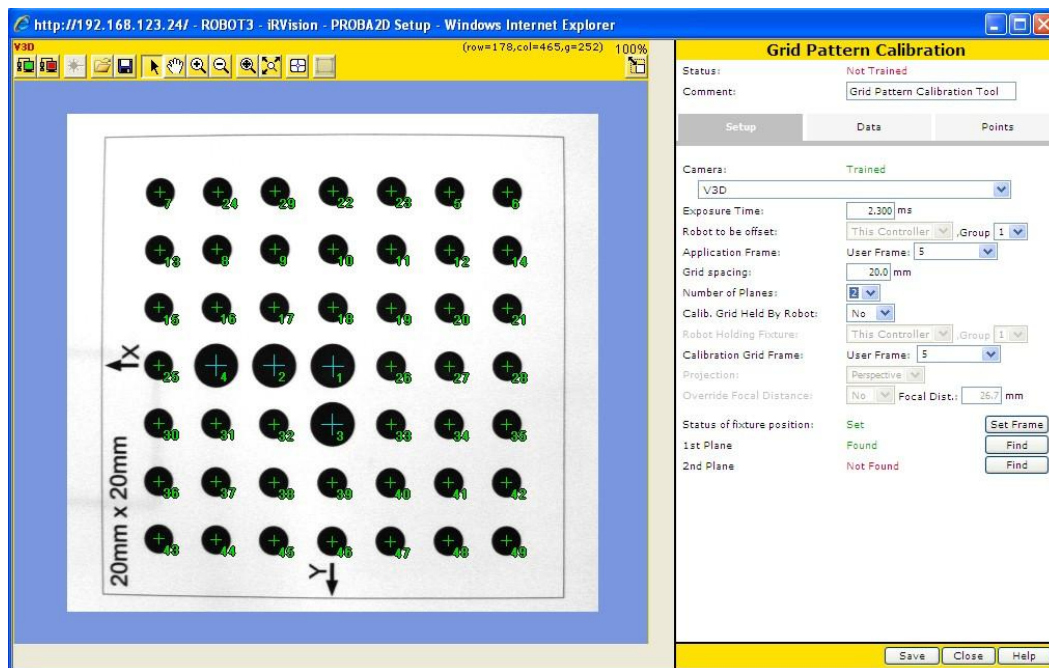 http://192.168.123.24/ - ROBOT3 - iRVision - PROBA2D Setup - Windows Internet Explorer
V3D
(row=178,col=465,g=252) 100%
7 24 29 22 23 5 6
13 8 9 10 11 12 14
15 16 17 18 19 20 21
X
25 4 2 1 26 27 28
30 31 32 3 33 34 35
36 37 38 39 40 41 42
43 44 45 46 47 48 49
20mm x 20mm
Y
Grid Pattern Calibration
Status: Not Trained
Comment: Grid Pattern Calibration Tool
Setup Data Points
Camera: Trained
V3D
Exposure Time: 2.300 ms
Robot to be offset: This Controller ,Group 1
Application Frame: User Frame: 5
Grid spacing: 20.0 mm
Number of Planes: 2
Calib. Grid Held By Robot: No
Robot Holding Fixture: This Controller ,Group 1
Calibration Grid Frame: User Frame: 5
Projection: Perspective
Override Focal Distance: No Focal Dist.: 26.7 mm
Status of fixture position: Set Set Frame
1st Plane Found Find
2nd Plane Not Found Find
Save Close Help